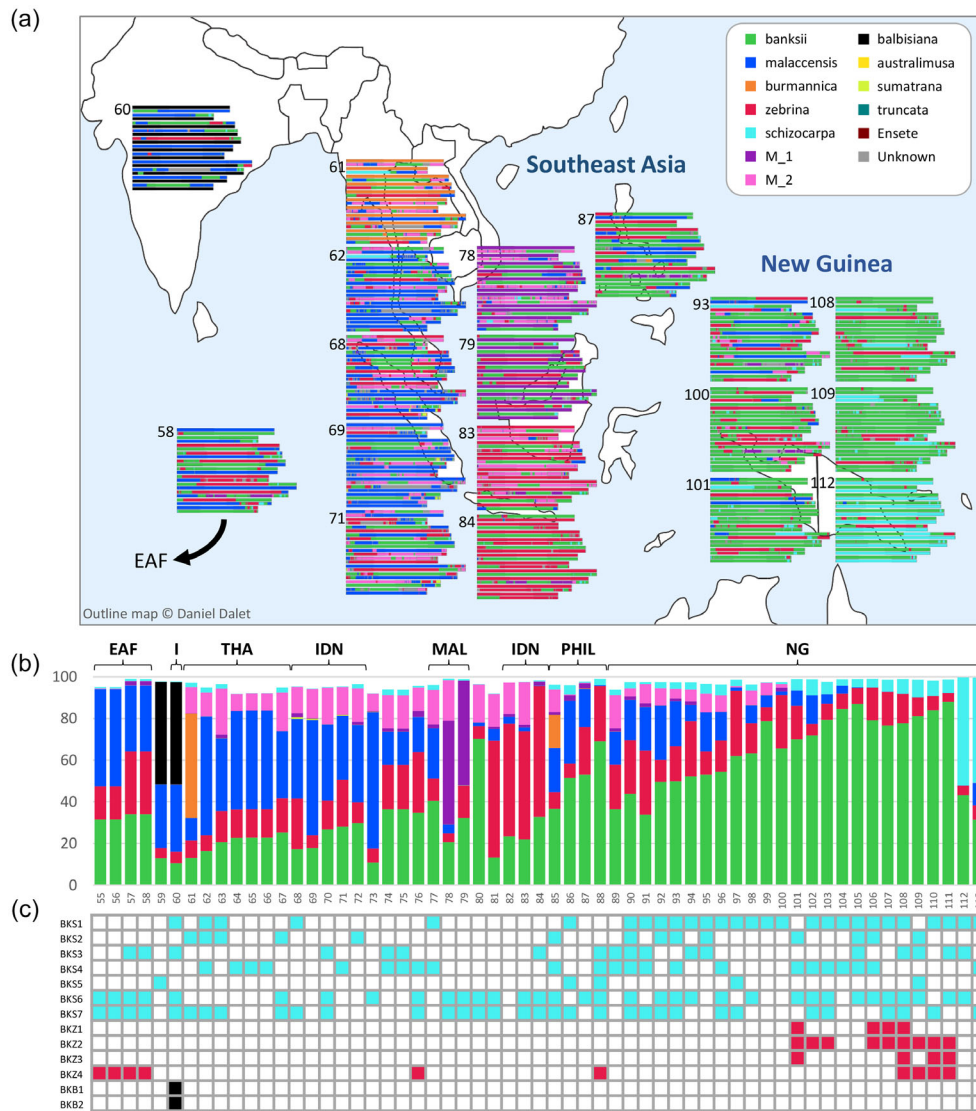 (a)
banksii
malaccensis
burmannica
zebrina
schizocarpa
M_1
M_2
balbisiana
australimusa
sumatrana
truncata
Ensete
Unknown
Southeast Asia
New Guinea
60
61
62
68
69
71
78
79
83
84
87
93
100
101
108
109
112
58
EAF
Outline map © Daniel Dalet
(b)
EAF I THA IDN MAL IDN PHIL NG
100
80
60
40
20
0
55 56 57 58 59 60 61 62 63 64 65 66 67 68 69 70 71 72 73 74 75 76 77 78 79 80 81 82 83 84 85 86 87 88 89 90 91 92 93 94 95 96 97 98 99 100 101 102 103 104 105 106 107 108 109 110 111 112
(c)
BKS1
BKS2
BKS3
BKS4
BKS5
BKS6
BKS7
BKZ1
BKZ2
BKZ3
BKZ4
BKB1
BKB2